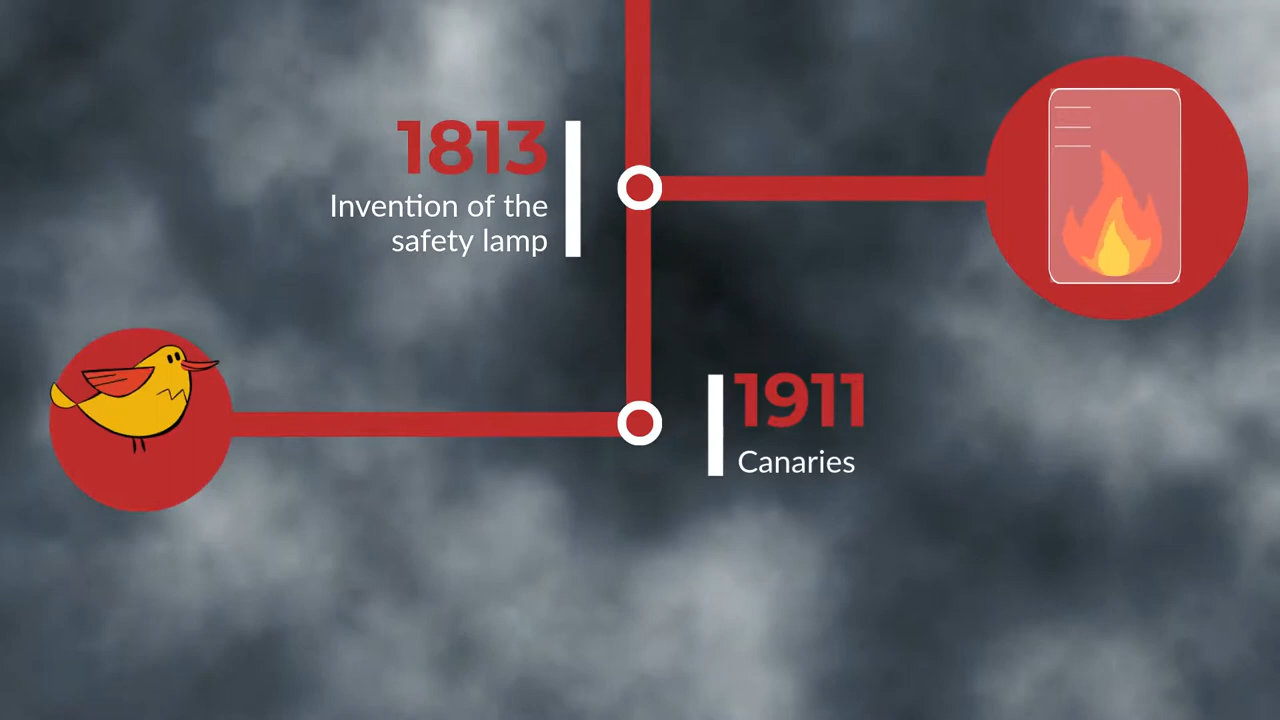 1813
Invention of the
safety lamp
1911
Canaries